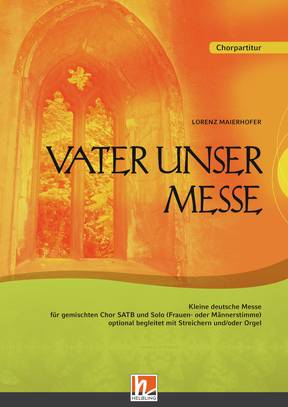 Chorpartitur
LORENZ MAIERHOFER
VATER UNSER
MESSE
Kleine deutsche Messe
für gemischten Chor SATB und Solo (Frauen- oder Männerstimme)
optional begleitet mit Streichern und/oder Orgel
h
HELBLING